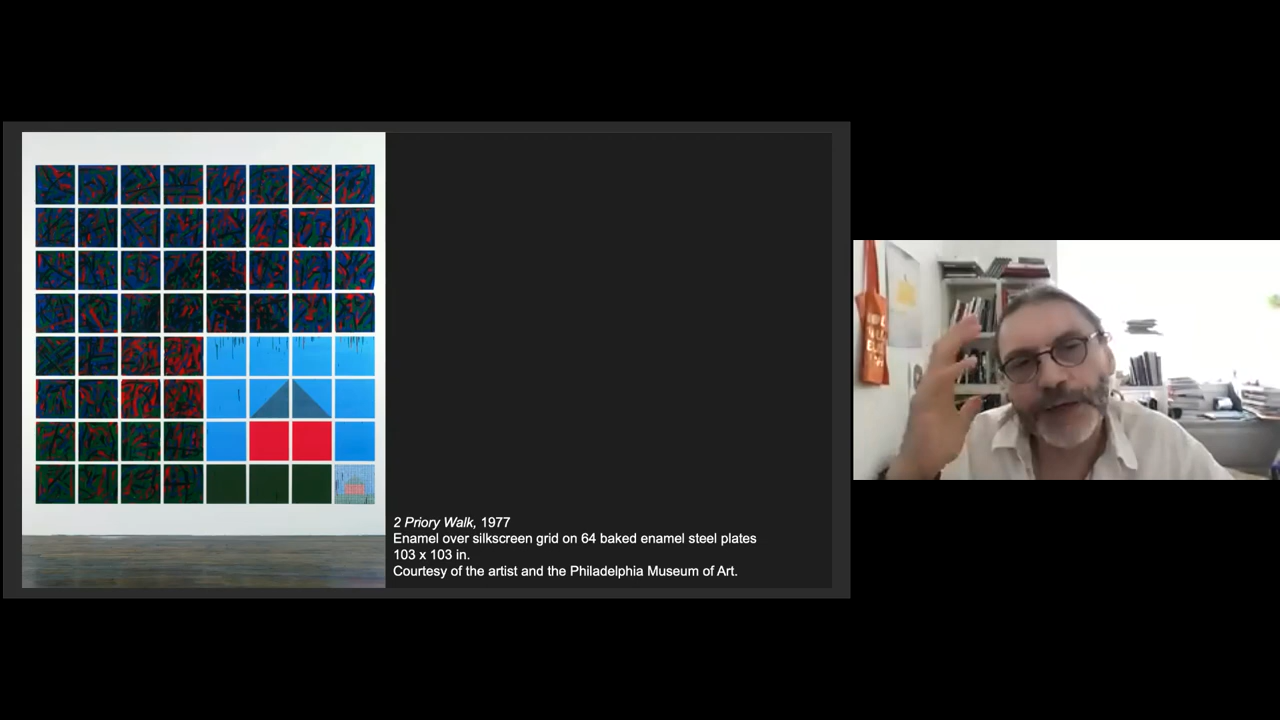 2 Priory Walk, 1977
Enamel over silkscreen grid on 64 baked enamel steel plates
103 x 103 in.
Courtesy of the artist and the Philadelphia Museum of Art.